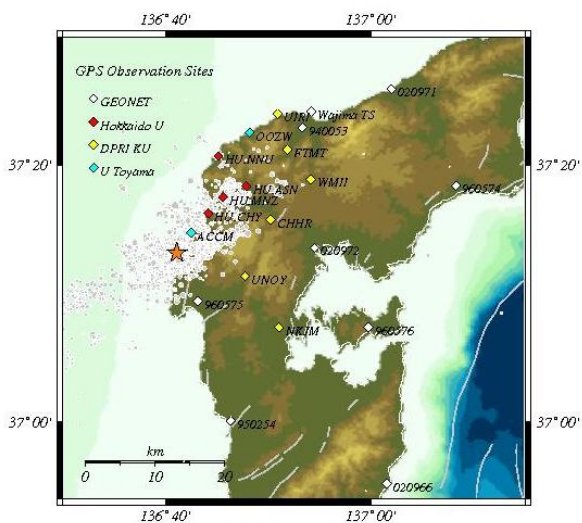 136°40' 137°00'
GPS Observation Sites
GEONET
Hokkaido U
DPRI KU
U Toyama
020971
UIRI
Wajima TS
OOZW
940053
FTMT
HU.NNU
37°20' 37°20'
WMII
960574
HU.ASN
HU.MNZ
HU.CHY
CHHR
ACCM
020972
UNOY
960575
NKJM
960576
37°00' 37°00'
950254
km
0 10 20
020966
136°40' 137°00'